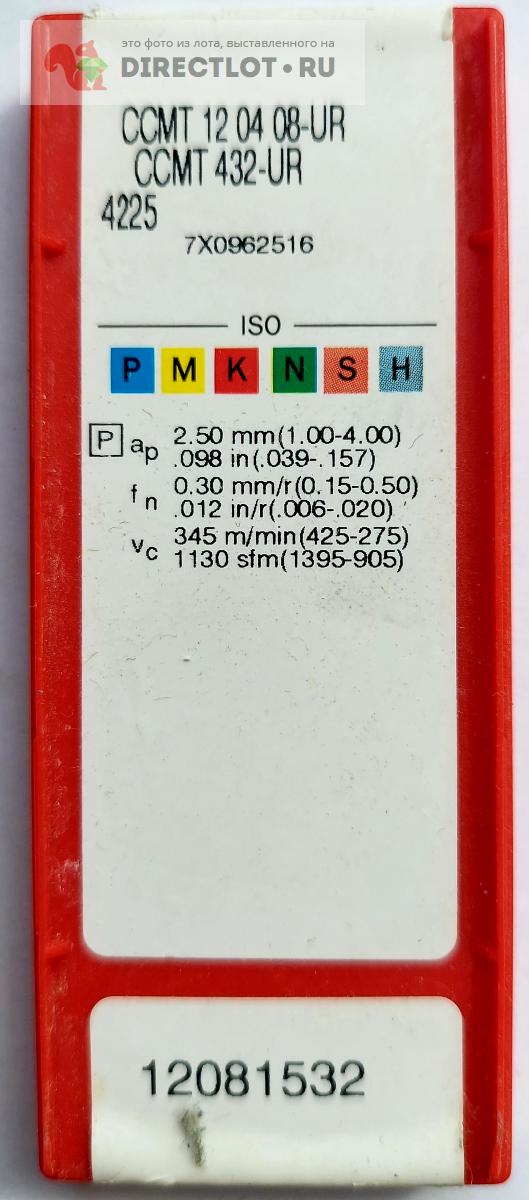 это фото из лота, выставленного на
DIRECTLOT•RU
CCMT 12 04 08-UR
CCMT 432-UR
4225
7X0962516
ISO
P M K N S H
P ap 2.50 mm(1.00-4.00)
.098 in(.039-.157)
fn 0.30 mm/r(0.15-0.50)
.012 in/r(.006-.020)
vc 345 m/min(425-275)
1130 sfm(1395-905)
12081532